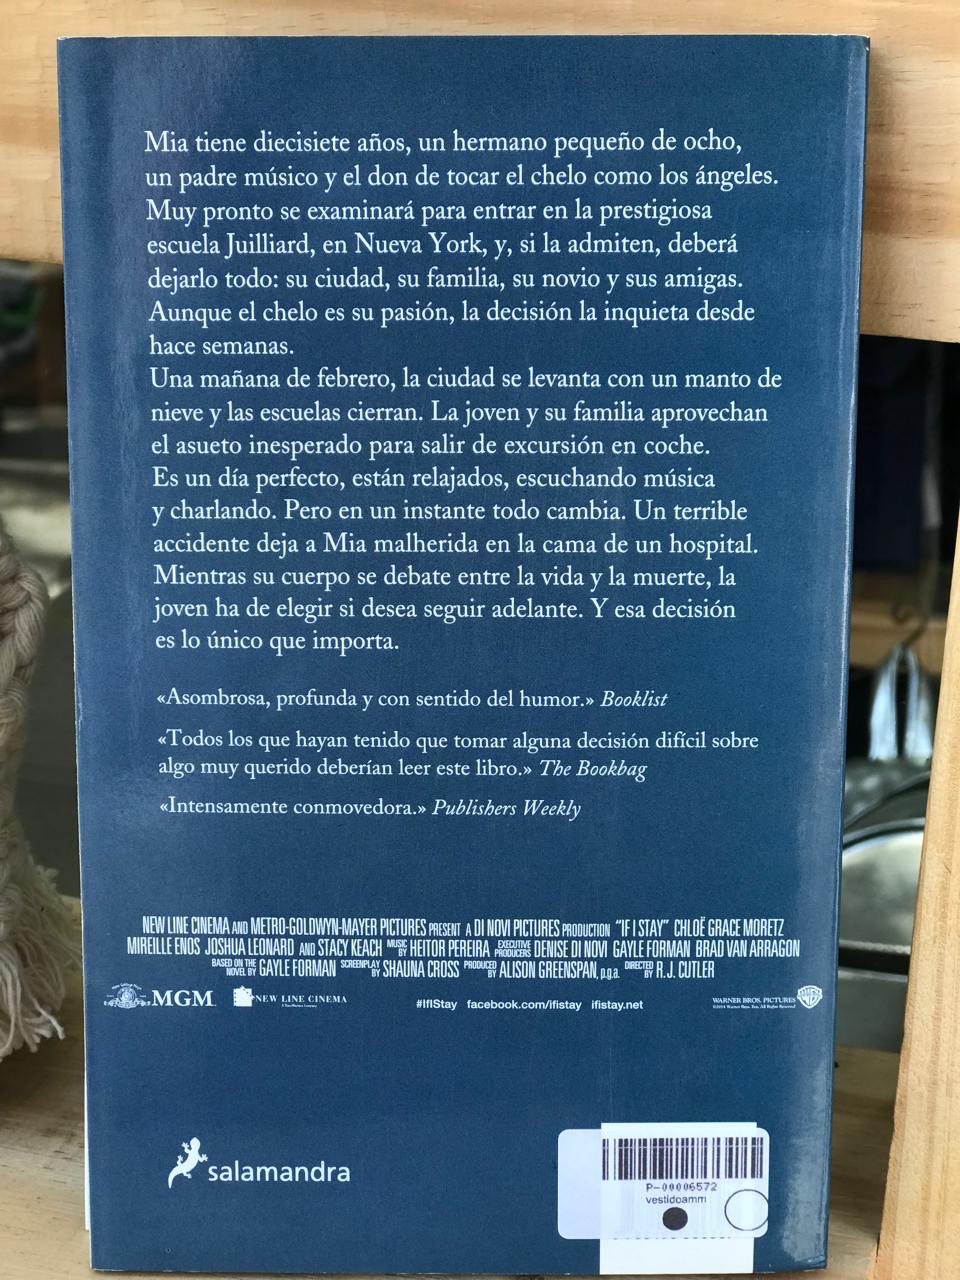 Mia tiene diecisiete años, un hermano pequeño de ocho,
un padre músico y el don de tocar el chelo como los ángeles.
Muy pronto se examinará para entrar en la prestigiosa
escuela Juilliard, en Nueva York, y, si la admiten, deberá
dejarlo todo: su ciudad, su familia, su novio y sus amigas.
Aunque el chelo es su pasión, la decisión la inquieta desde
hace semanas.
Una mañana de febrero, la ciudad se levanta con un manto de
nieve y las escuelas cierran. La joven y su familia aprovechan
el asueto inesperado para salir de excursión en coche.
Es un día perfecto, están relajados, escuchando música
y charlando. Pero en un instante todo cambia. Un terrible
accidente deja a Mia malherida en la cama de un hospital.
Mientras su cuerpo se debate entre la vida y la muerte, la
joven ha de elegir si desea seguir adelante. Y esa decisión
es lo único que importa.
«Asombrosa, profunda y con sentido del humor.» Booklist
«Todos los que hayan tenido que tomar alguna decisión difícil sobre
algo muy querido deberían leer este libro.» The Bookbag
«Intensamente conmovedora.» Publishers Weekly
NEW LINE CINEMA AND METRO-GOLDWYN-MAYER PICTURES PRESENT A DI NOVI PICTURES PRODUCTION "IF I STAY" CHLOË GRACE MORETZ
MIREILLE ENOS JOSHUA LEONARD AND STACY KEACH MUSIC BY HEITOR PEREIRA EXECUTIVE PRODUCERS DENISE DI NOVI GAYLE FORMAN BRAD VAN ARRAGON
BASED ON THE NOVEL BY GAYLE FORMAN SCREENPLAY BY SHAUNA CROSS PRODUCED BY ALISON GREENSPAN, p.g.a. DIRECTED BY R.J. CUTLER
MGM NEW LINE CINEMA #IfIStay facebook.com/ifistay ifistay.net WARNER BROS. PICTURES
salamandra
P-00006572
vestidoamm